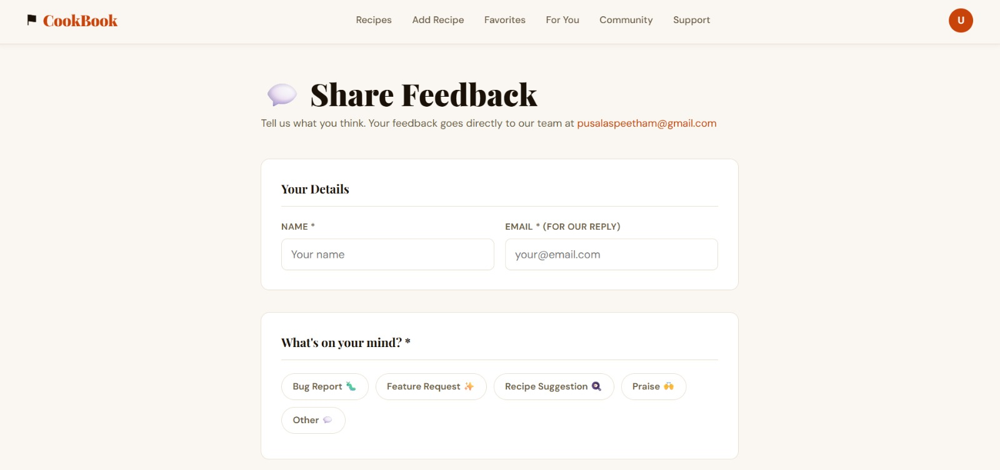 CookBook
Recipes Add Recipe Favorites For You Community Support
U
Share Feedback
Tell us what you think. Your feedback goes directly to our team at pusalaspeetham@gmail.com
Your Details
NAME * EMAIL * (FOR OUR REPLY)
Your name your@email.com
What's on your mind? *
Bug Report Feature Request Recipe Suggestion Praise
Other